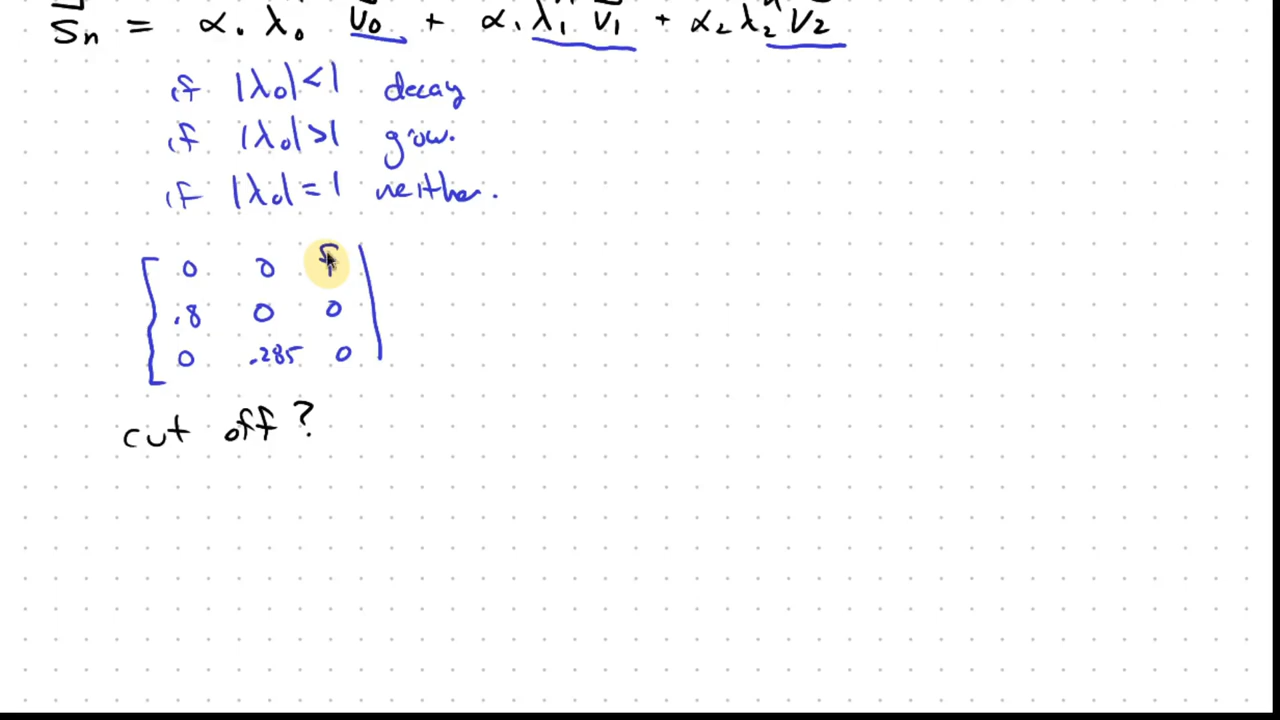 Sn = α₀ λ₀ v₀ + α₁ λ₁ⁿ v₁ + α₂ λ₂ⁿ v₂
if |λ₀| < 1 decay
if |λ₀| > 1 grow.
if |λ₀| = 1 neither.
0 0 f
.8 0 0
0 .285 0
cut off?